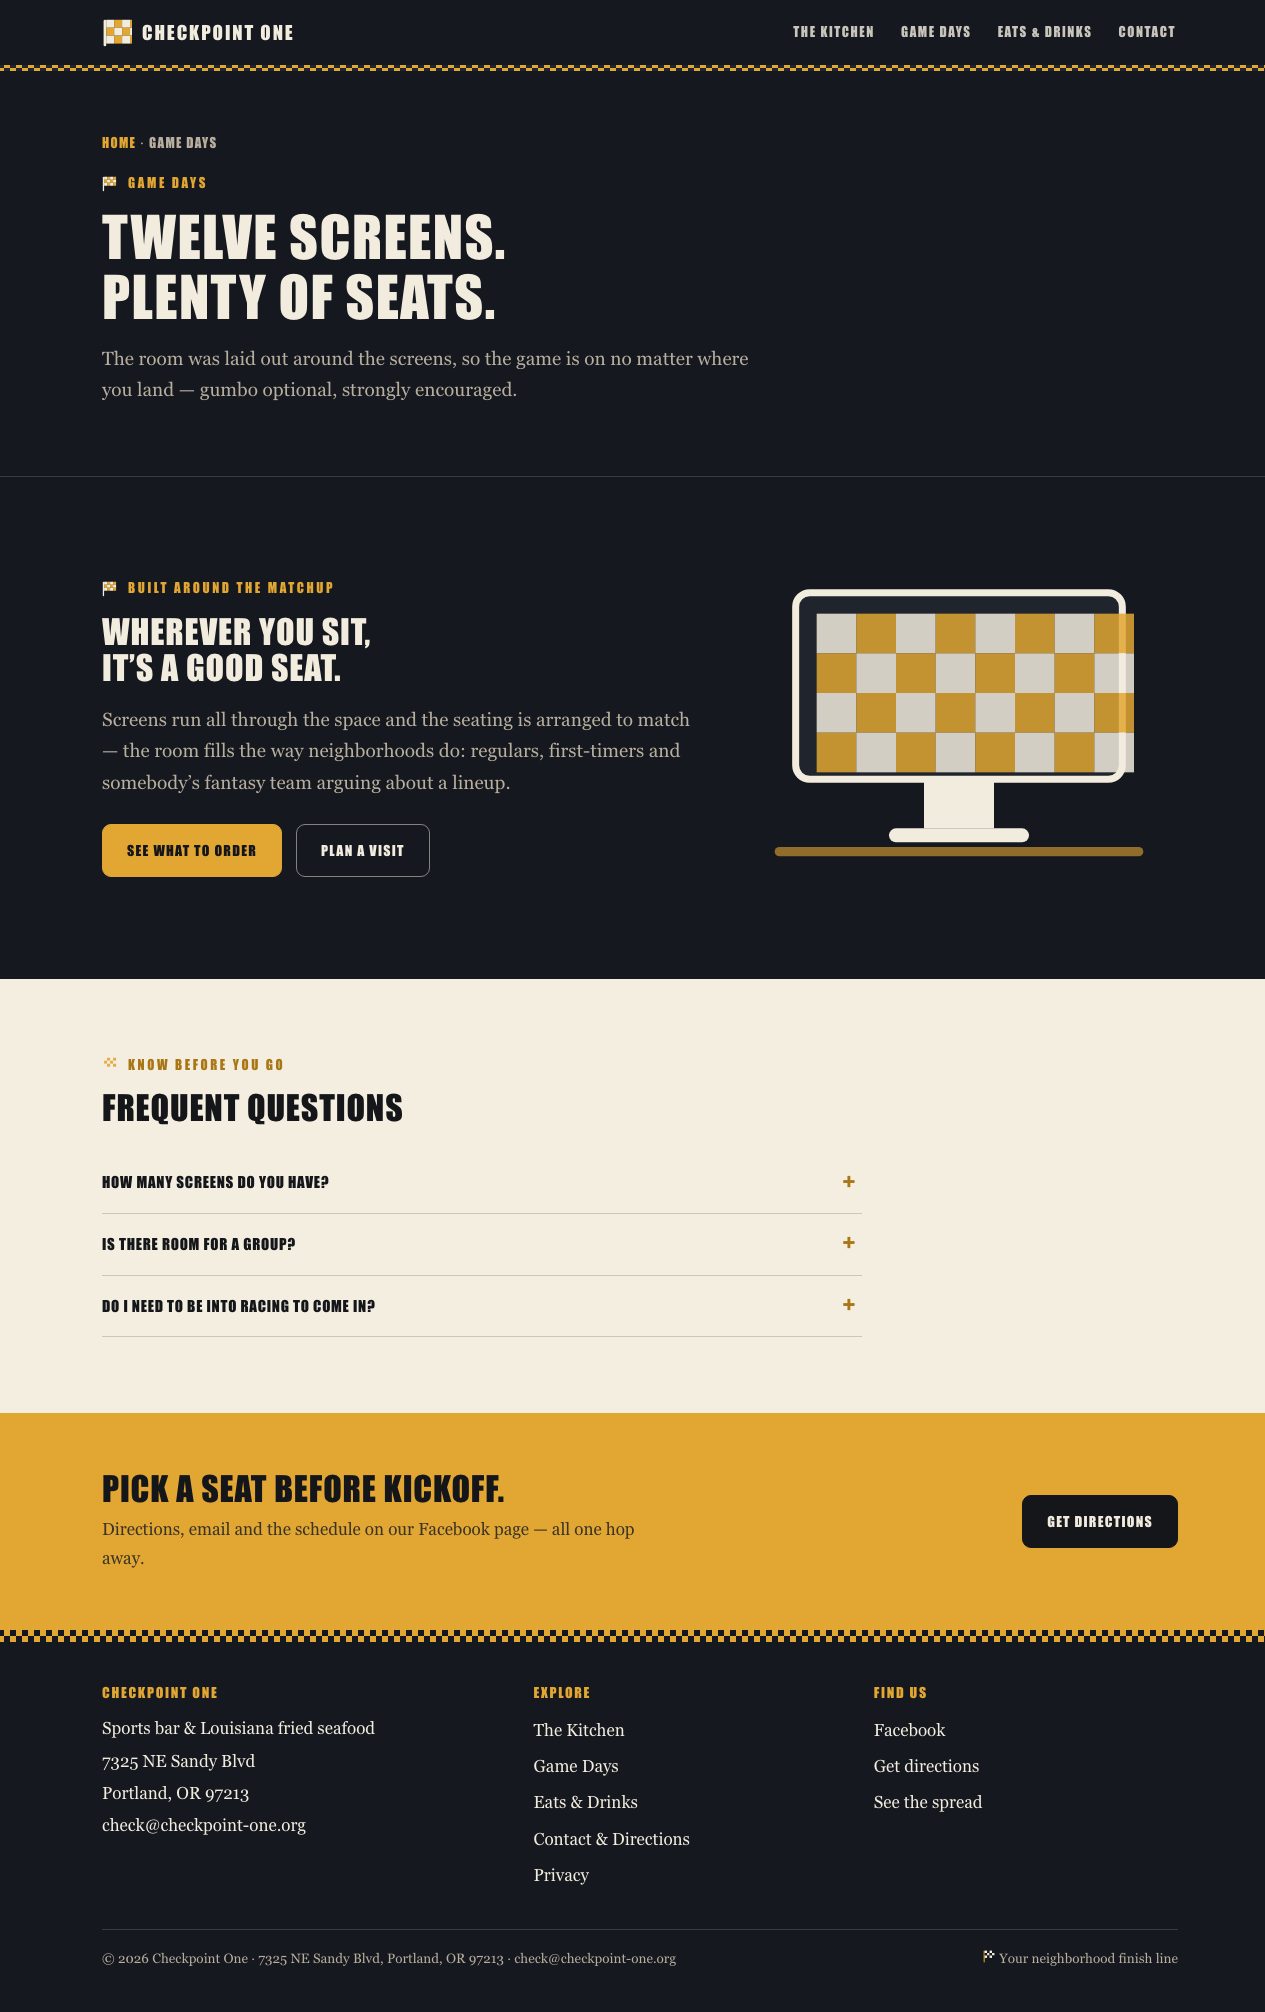 CHECKPOINT ONE
THE KITCHEN GAME DAYS EATS & DRINKS CONTACT
HOME · GAME DAYS
GAME DAYS
TWELVE SCREENS.
PLENTY OF SEATS.
The room was laid out around the screens, so the game is on no matter where
you land — gumbo optional, strongly encouraged.
BUILT AROUND THE MATCHUP
WHEREVER YOU SIT,
IT’S A GOOD SEAT.
Screens run all through the space and the seating is arranged to match
— the room fills the way neighborhoods do: regulars, first-timers and
somebody’s fantasy team arguing about a lineup.
SEE WHAT TO ORDER PLAN A VISIT
KNOW BEFORE YOU GO
FREQUENT QUESTIONS
HOW MANY SCREENS DO YOU HAVE? +
IS THERE ROOM FOR A GROUP? +
DO I NEED TO BE INTO RACING TO COME IN? +
PICK A SEAT BEFORE KICKOFF.
Directions, email and the schedule on our Facebook page — all one hop
away.
GET DIRECTIONS
CHECKPOINT ONE
Sports bar & Louisiana fried seafood
7325 NE Sandy Blvd
Portland, OR 97213
check@checkpoint-one.org
EXPLORE
The Kitchen
Game Days
Eats & Drinks
Contact & Directions
Privacy
FIND US
Facebook
Get directions
See the spread
© 2026 Checkpoint One · 7325 NE Sandy Blvd, Portland, OR 97213 · check@checkpoint-one.org
Your neighborhood finish line